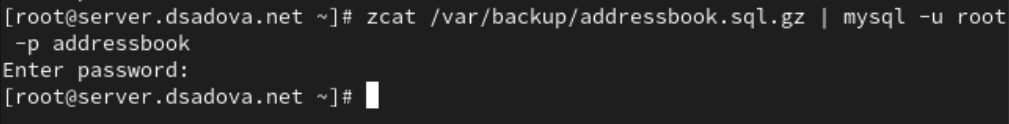 [root@server.dsadova.net ~]# zcat /var/backup/addressbook.sql.gz | mysql -u root
 -p addressbook
Enter password:
[root@server.dsadova.net ~]#